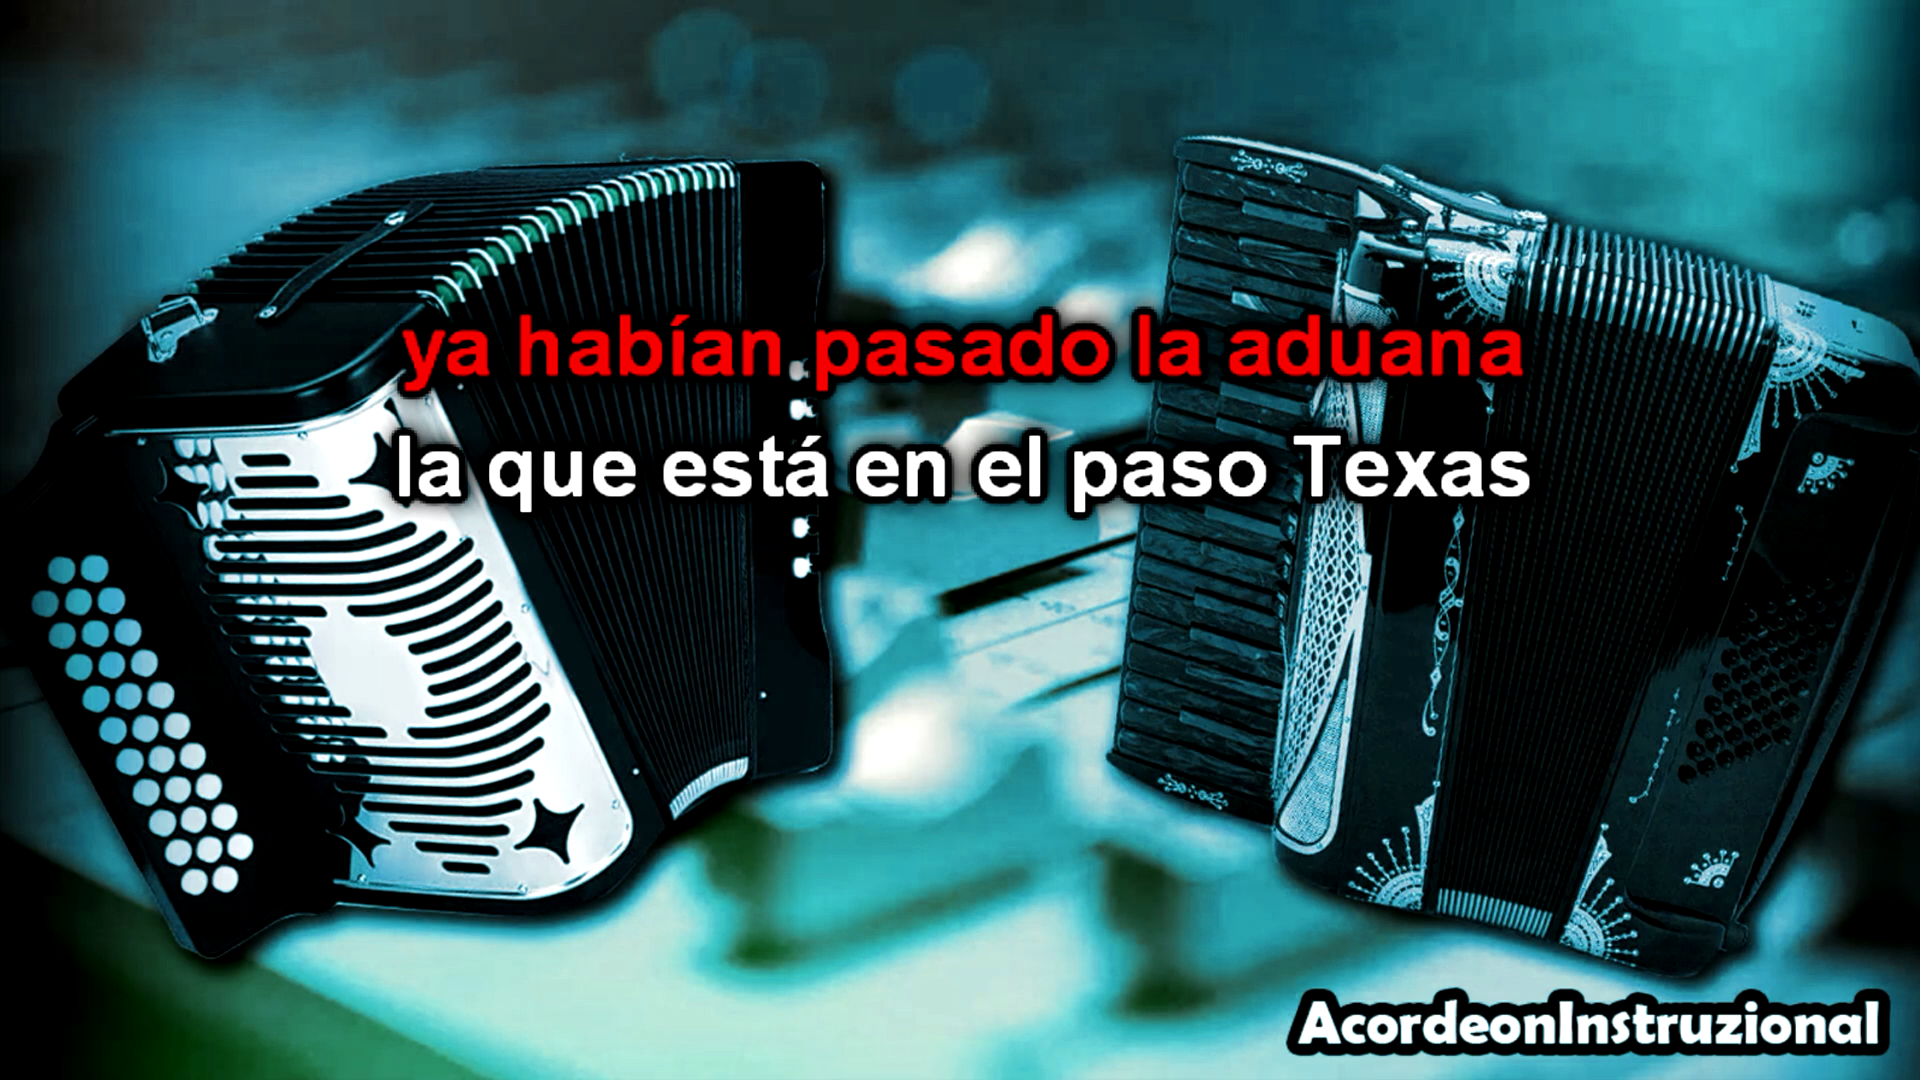 ya habían pasado la aduana
la que está en el paso Texas
AcordeonInstruzional